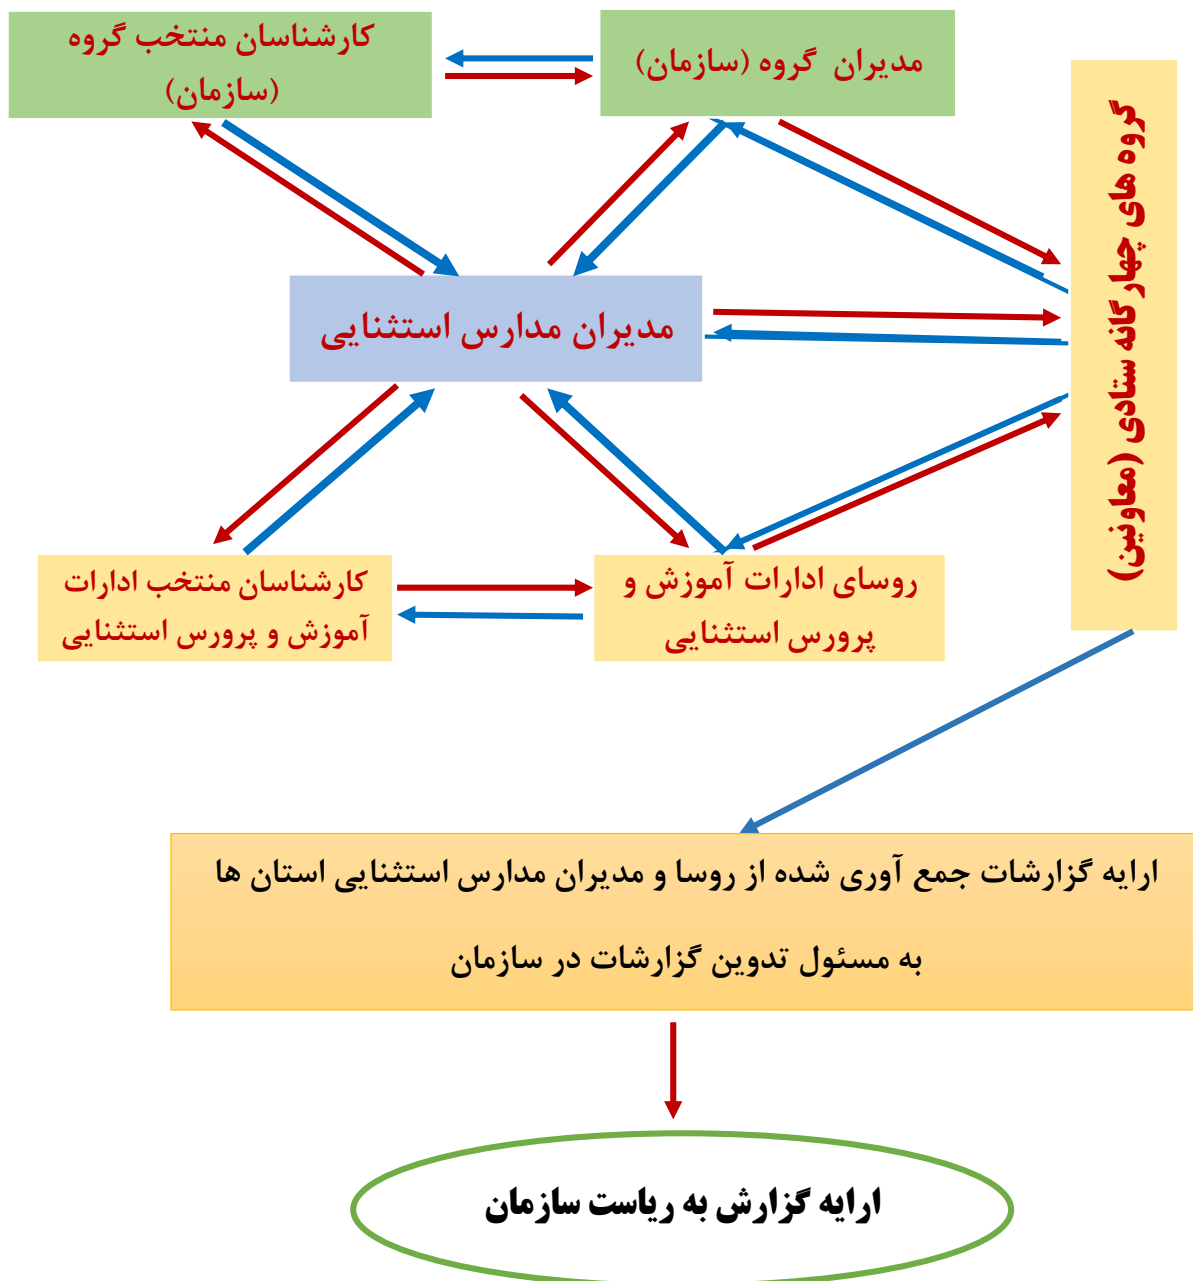 کارشناسان منتخب گروه
(سازمان)
مدیران گروه (سازمان)
گروه های چهارگانه ستادی (معاونین)
مدیران مدارس استثنایی
کارشناسان منتخب ادارات
آموزش و پرورس استثنایی
روسای ادارات آموزش و
پرورس استثنایی
ارایه گزارشات جمع آوری شده از روسا و مدیران مدارس استثنایی استان ها
به مسئول تدوین گزارشات در سازمان
ارایه گزارش به ریاست سازمان